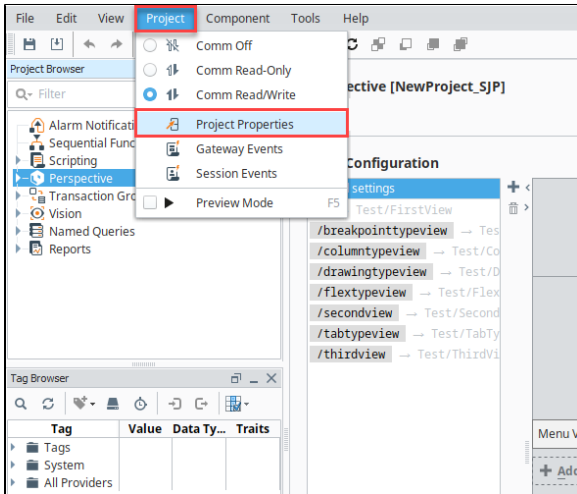 File Edit View Project Component Tools Help
Comm Off
Comm Read-Only
Comm Read/Write
Project Properties
Gateway Events
Session Events
Preview Mode F5
Project Browser
Filter
Alarm Notificati
Sequential Func
Scripting
Perspective
Transaction Gro
Vision
Named Queries
Reports
ective [NewProject_SJP]
Configuration
settings
Test/FirstView
/breakpointtypeview → Tes
/columntypeview → Test/Co
/drawingtypeview → Test/D
/flextypeview → Test/Flex
/secondview → Test/Second
/tabtypeview → Test/TabTy
/thirdview → Test/ThirdVi
Tag Browser
Tag Value Data Ty... Traits
Tags
System
All Providers
Menu V
Add